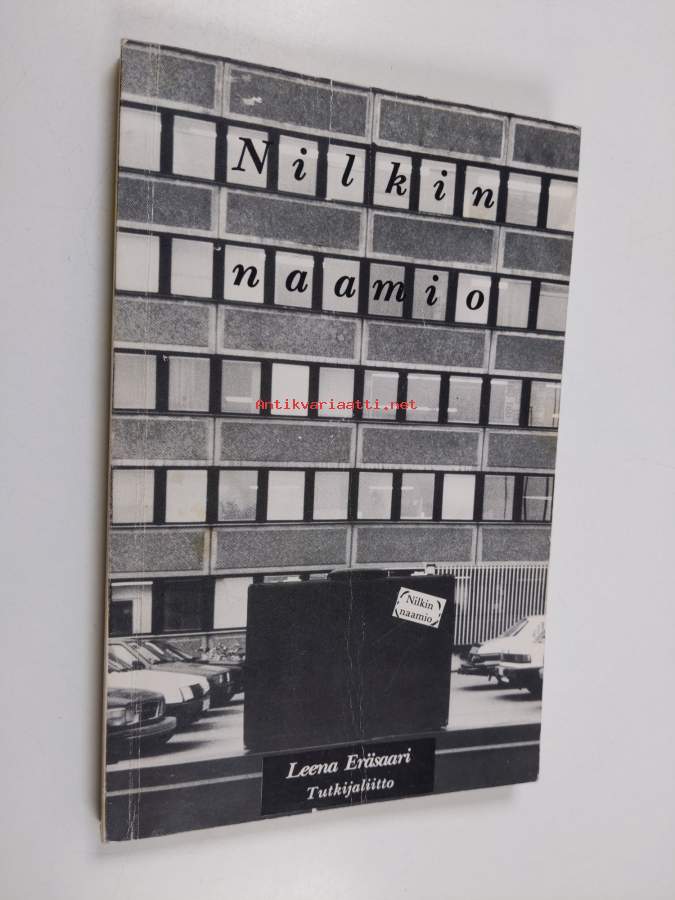 Nilkin
naamio
Antikvariaatti.net
Nilkin
naamio
Leena Eräsaari
Tutkijaliitto